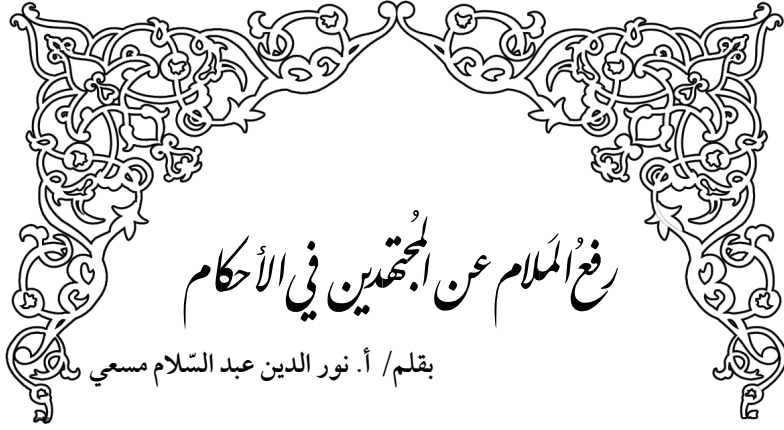 رفعُ المَلام عن المُجتهدين في الأحكام
بقلم/ أ. نور الدين عبد السّلام مسعي